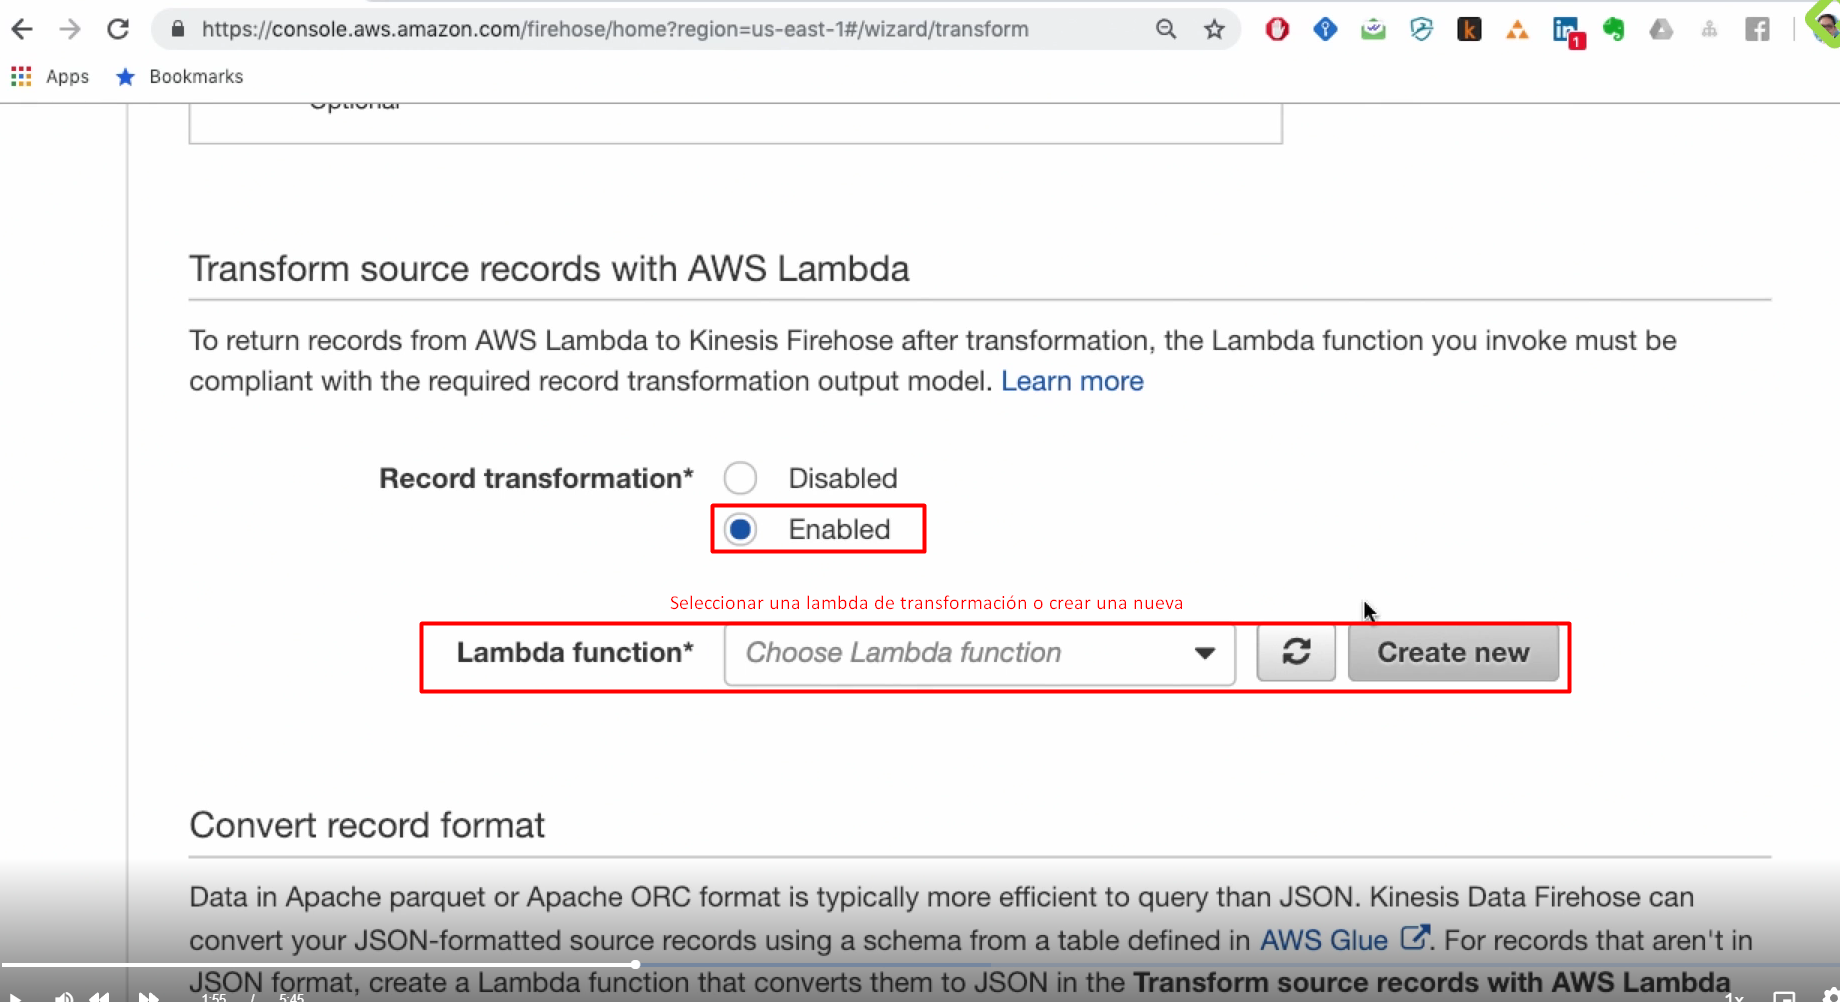 https://console.aws.amazon.com/firehose/home?region=us-east-1#/wizard/transform
1
Apps
Bookmarks
Optional
Transform source records with AWS Lambda
To return records from AWS Lambda to Kinesis Firehose after transformation, the Lambda function you invoke must be
compliant with the required record transformation output model. Learn more
Record transformation*
Disabled
Enabled
Seleccionar una lambda de transformación o crear una nueva
Lambda function*
Choose Lambda function
Create new
Convert record format
Data in Apache parquet or Apache ORC format is typically more efficient to query than JSON. Kinesis Data Firehose can
convert your JSON-formatted source records using a schema from a table defined in AWS Glue. For records that aren't in
JSON format, create a Lambda function that converts them to JSON in the Transform source records with AWS Lambda
1:55 / 5:45
1x